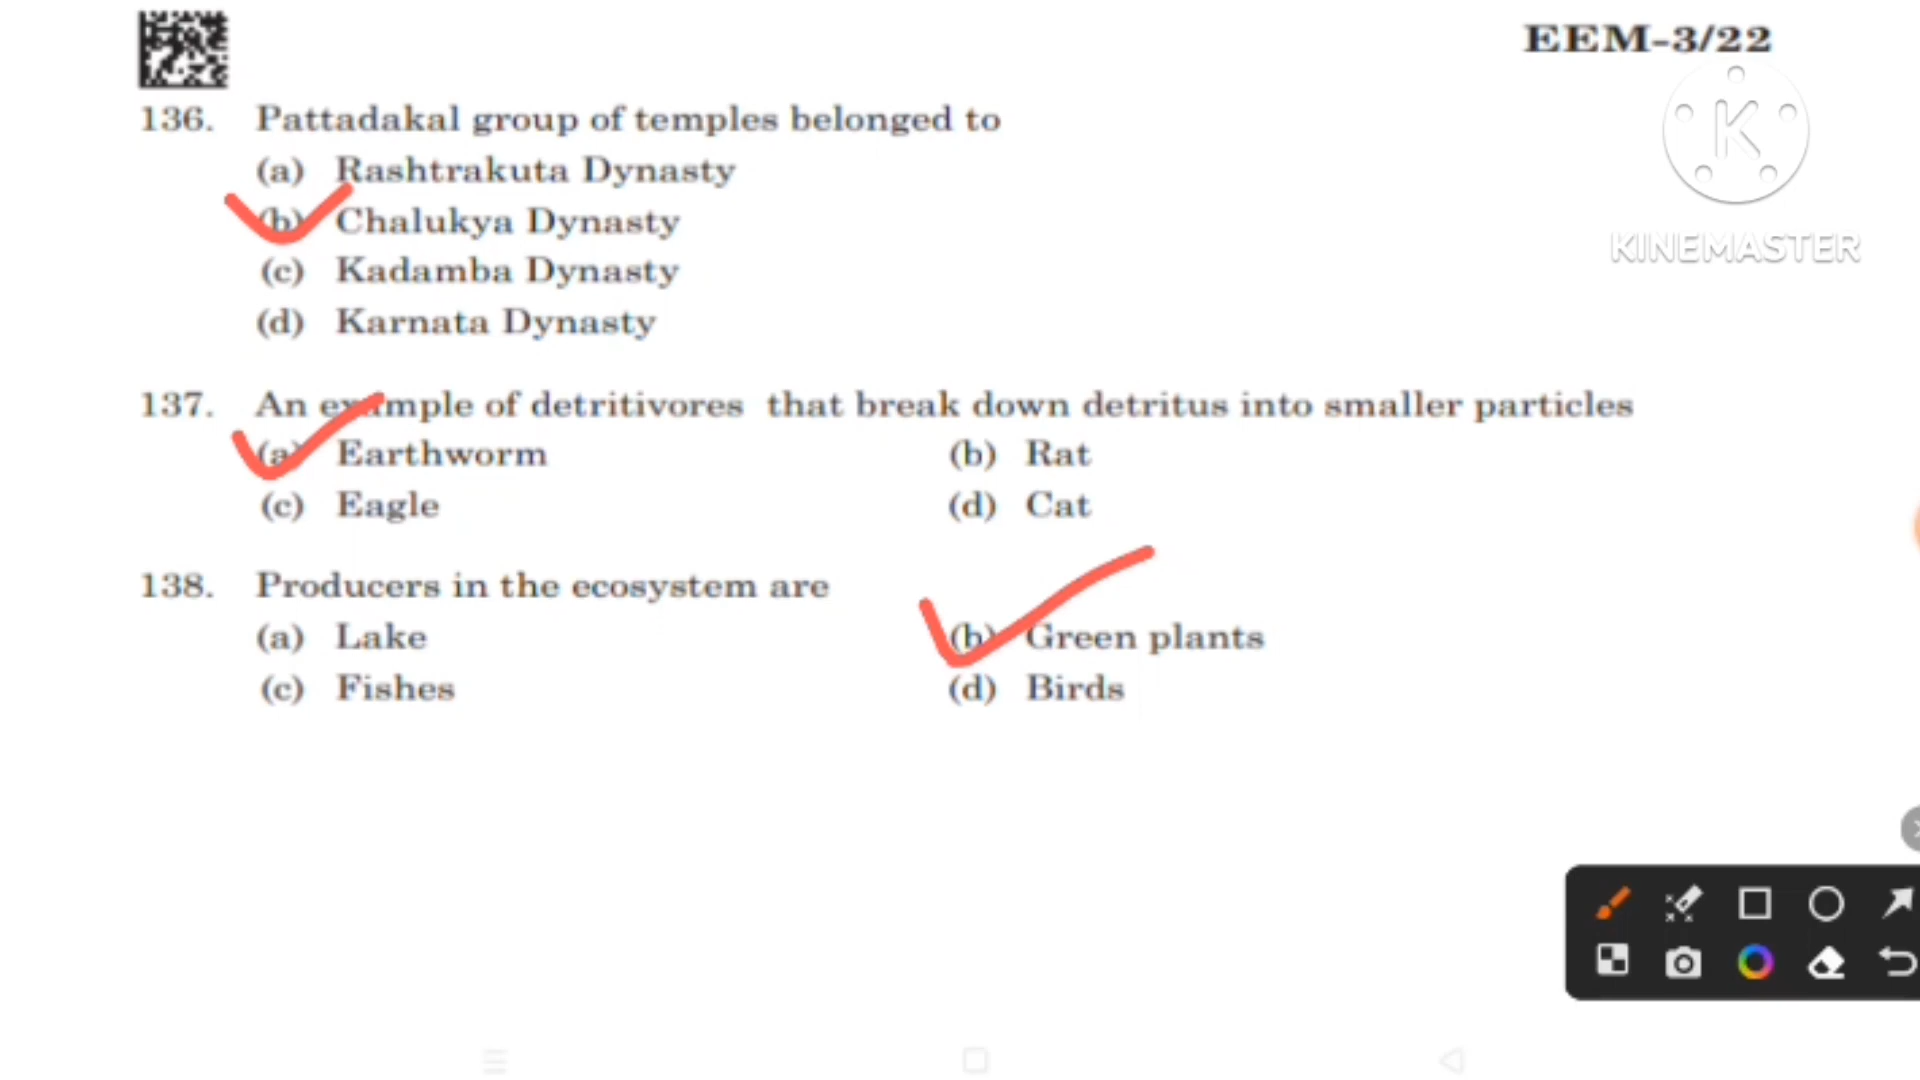 EEM-3/22
KINEMASTER
136. Pattadakal group of temples belonged to
(a) Rashtrakuta Dynasty
(b) Chalukya Dynasty
(c) Kadamba Dynasty
(d) Karnata Dynasty
137. An example of detritivores that break down detritus into smaller particles
(a) Earthworm (b) Rat
(c) Eagle (d) Cat
138. Producers in the ecosystem are
(a) Lake (b) Green plants
(c) Fishes (d) Birds